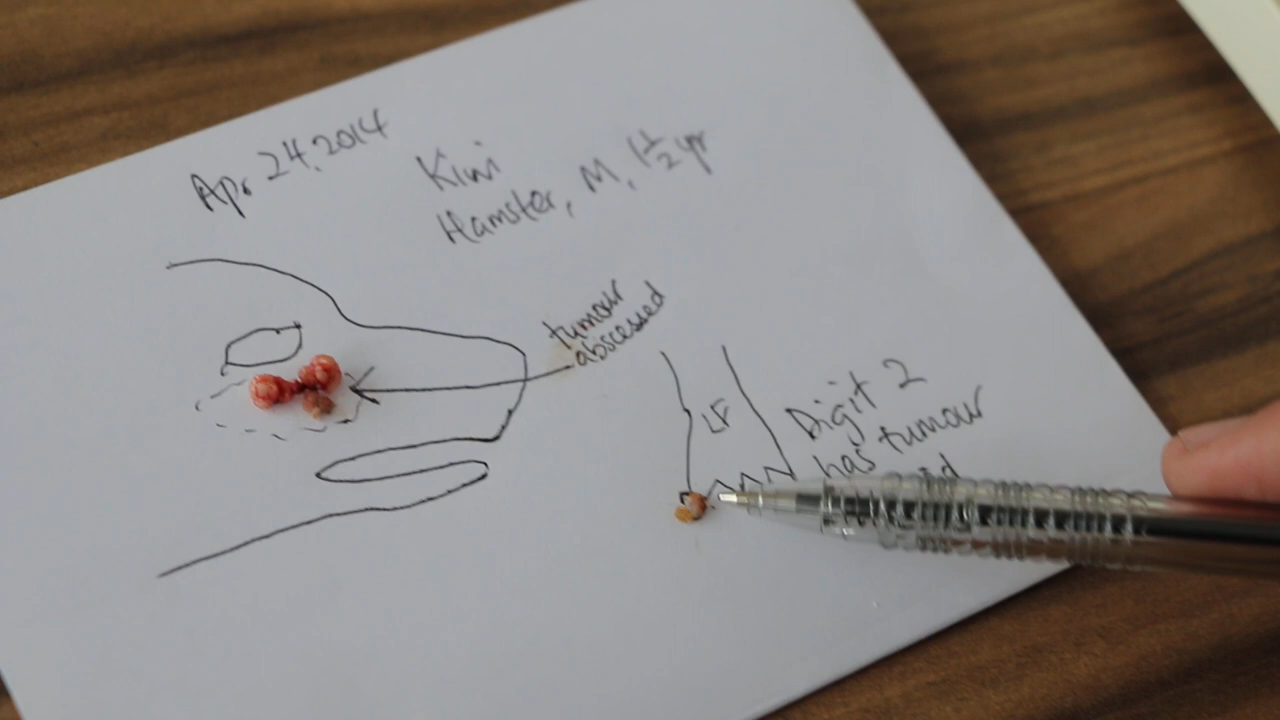 Apr 24. 2014
Kiwi
Hamster, M, 1½ yr
tumour
abscessed
LF
Digit 2
has tumour